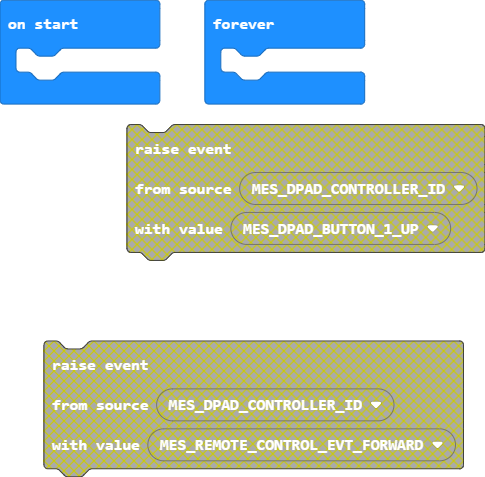 on start
forever
raise event
from source MES_DPAD_CONTROLLER_ID
with value MES_DPAD_BUTTON_1_UP
raise event
from source MES_DPAD_CONTROLLER_ID
with value MES_REMOTE_CONTROL_EVT_FORWARD